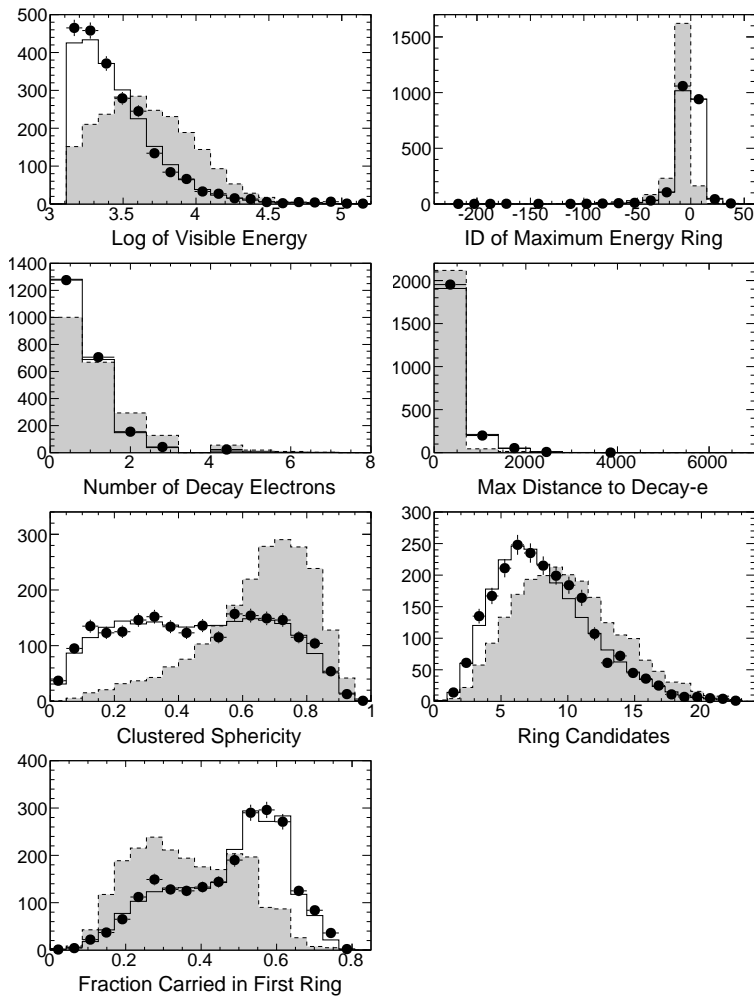 500
400
300
200
100
0
3 3.5 4 4.5 5
Log of Visible Energy
1500
1000
500
0
-200 -150 -100 -50 0 50
ID of Maximum Energy Ring
1400
1200
1000
800
600
400
200
0
0 2 4 6 8
Number of Decay Electrons
2000
1500
1000
500
0
0 2000 4000 6000
Max Distance to Decay-e
300
200
100
0
0 0.2 0.4 0.6 0.8 1
Clustered Sphericity
300
250
200
150
100
50
0
0 5 10 15 20
Ring Candidates
400
300
200
100
0
0 0.2 0.4 0.6 0.8
Fraction Carried in First Ring